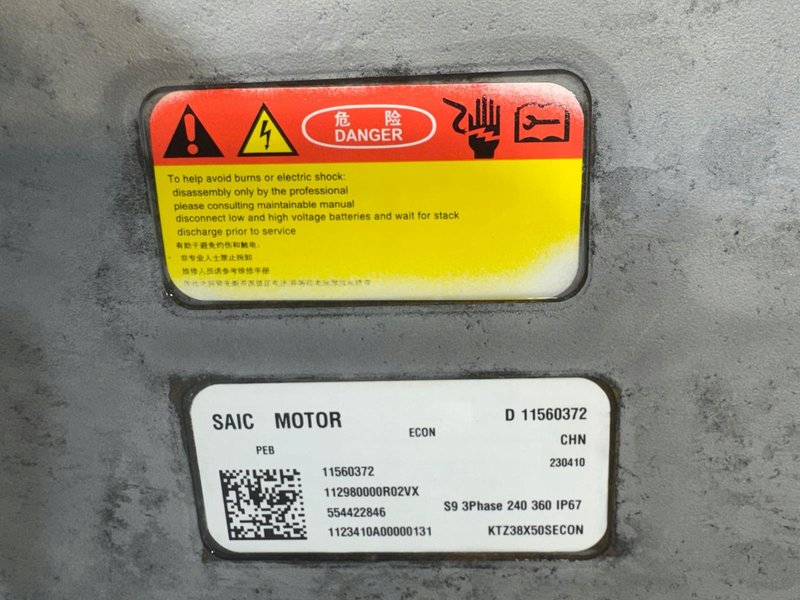 危 险
DANGER
To help avoid burns or electric shock:
disassembly only by the professional
please consulting maintainable manual
disconnect low and high voltage batteries and wait for stack
discharge prior to service
有助于避免灼伤和触电:
非专业人士禁止拆卸
维修人员请参考维修手册
SAIC MOTOR
ECON
D 11560372
PEB
CHN
11560372
230410
112980000R02VX
554422846
S9 3Phase 240 360 IP67
1123410A00000131
KTZ38X50SECON